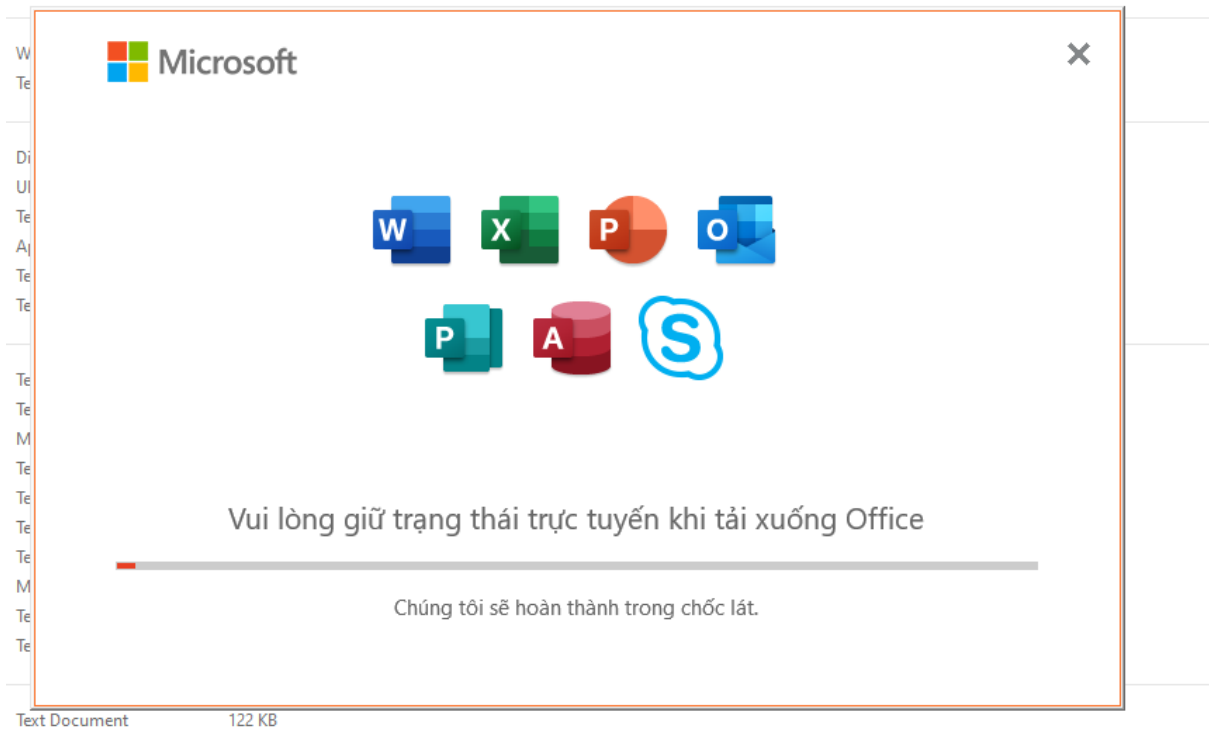 Microsoft
W
X
P
O
P
A
S
Vui lòng giữ trạng thái trực tuyến khi tải xuống Office
Chúng tôi sẽ hoàn thành trong chốc lát.
Text Document 122 KB